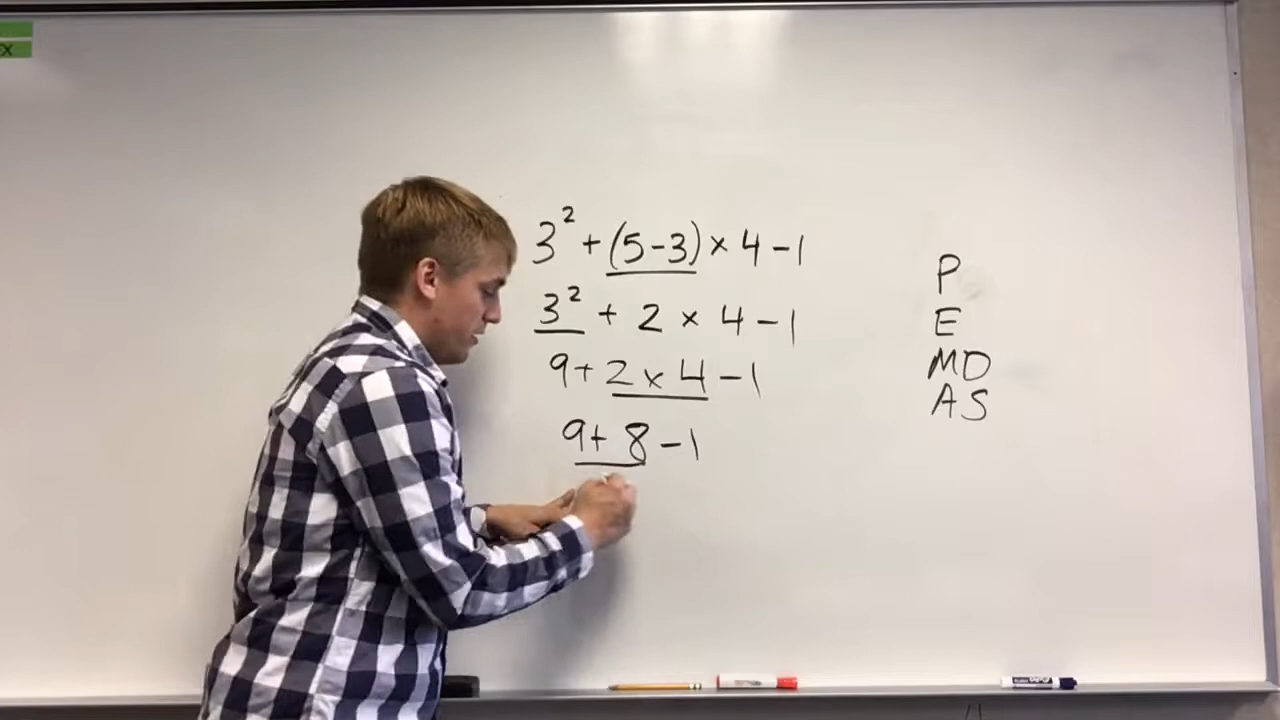 3² + (5-3) × 4 - 1
3² + 2 × 4 - 1
9 + 2 × 4 - 1
9 + 8 - 1
P
E
MD
AS